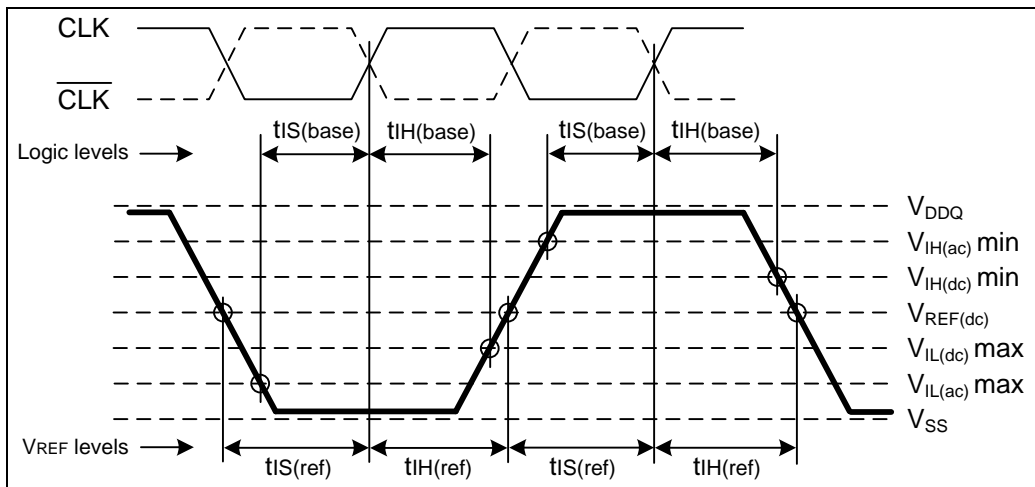 CLK
CLK
tIS(base) tIH(base) tIS(base) tIH(base)
Logic levels
VDDQ
VIH(ac) min
VIH(dc) min
VREF(dc)
VIL(dc) max
VIL(ac) max
VSS
VREF levels
tIS(ref) tIH(ref) tIS(ref) tIH(ref)